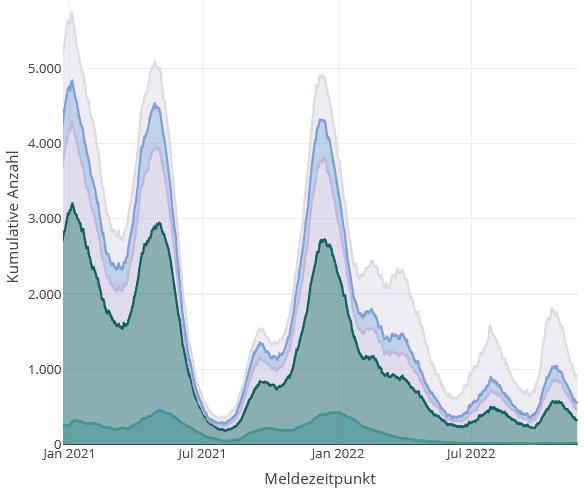 Kumulative Anzahl
5.000
4.000
3.000
2.000
1.000
0
Jan 2021
Jul 2021
Jan 2022
Jul 2022
Meldezeitpunkt